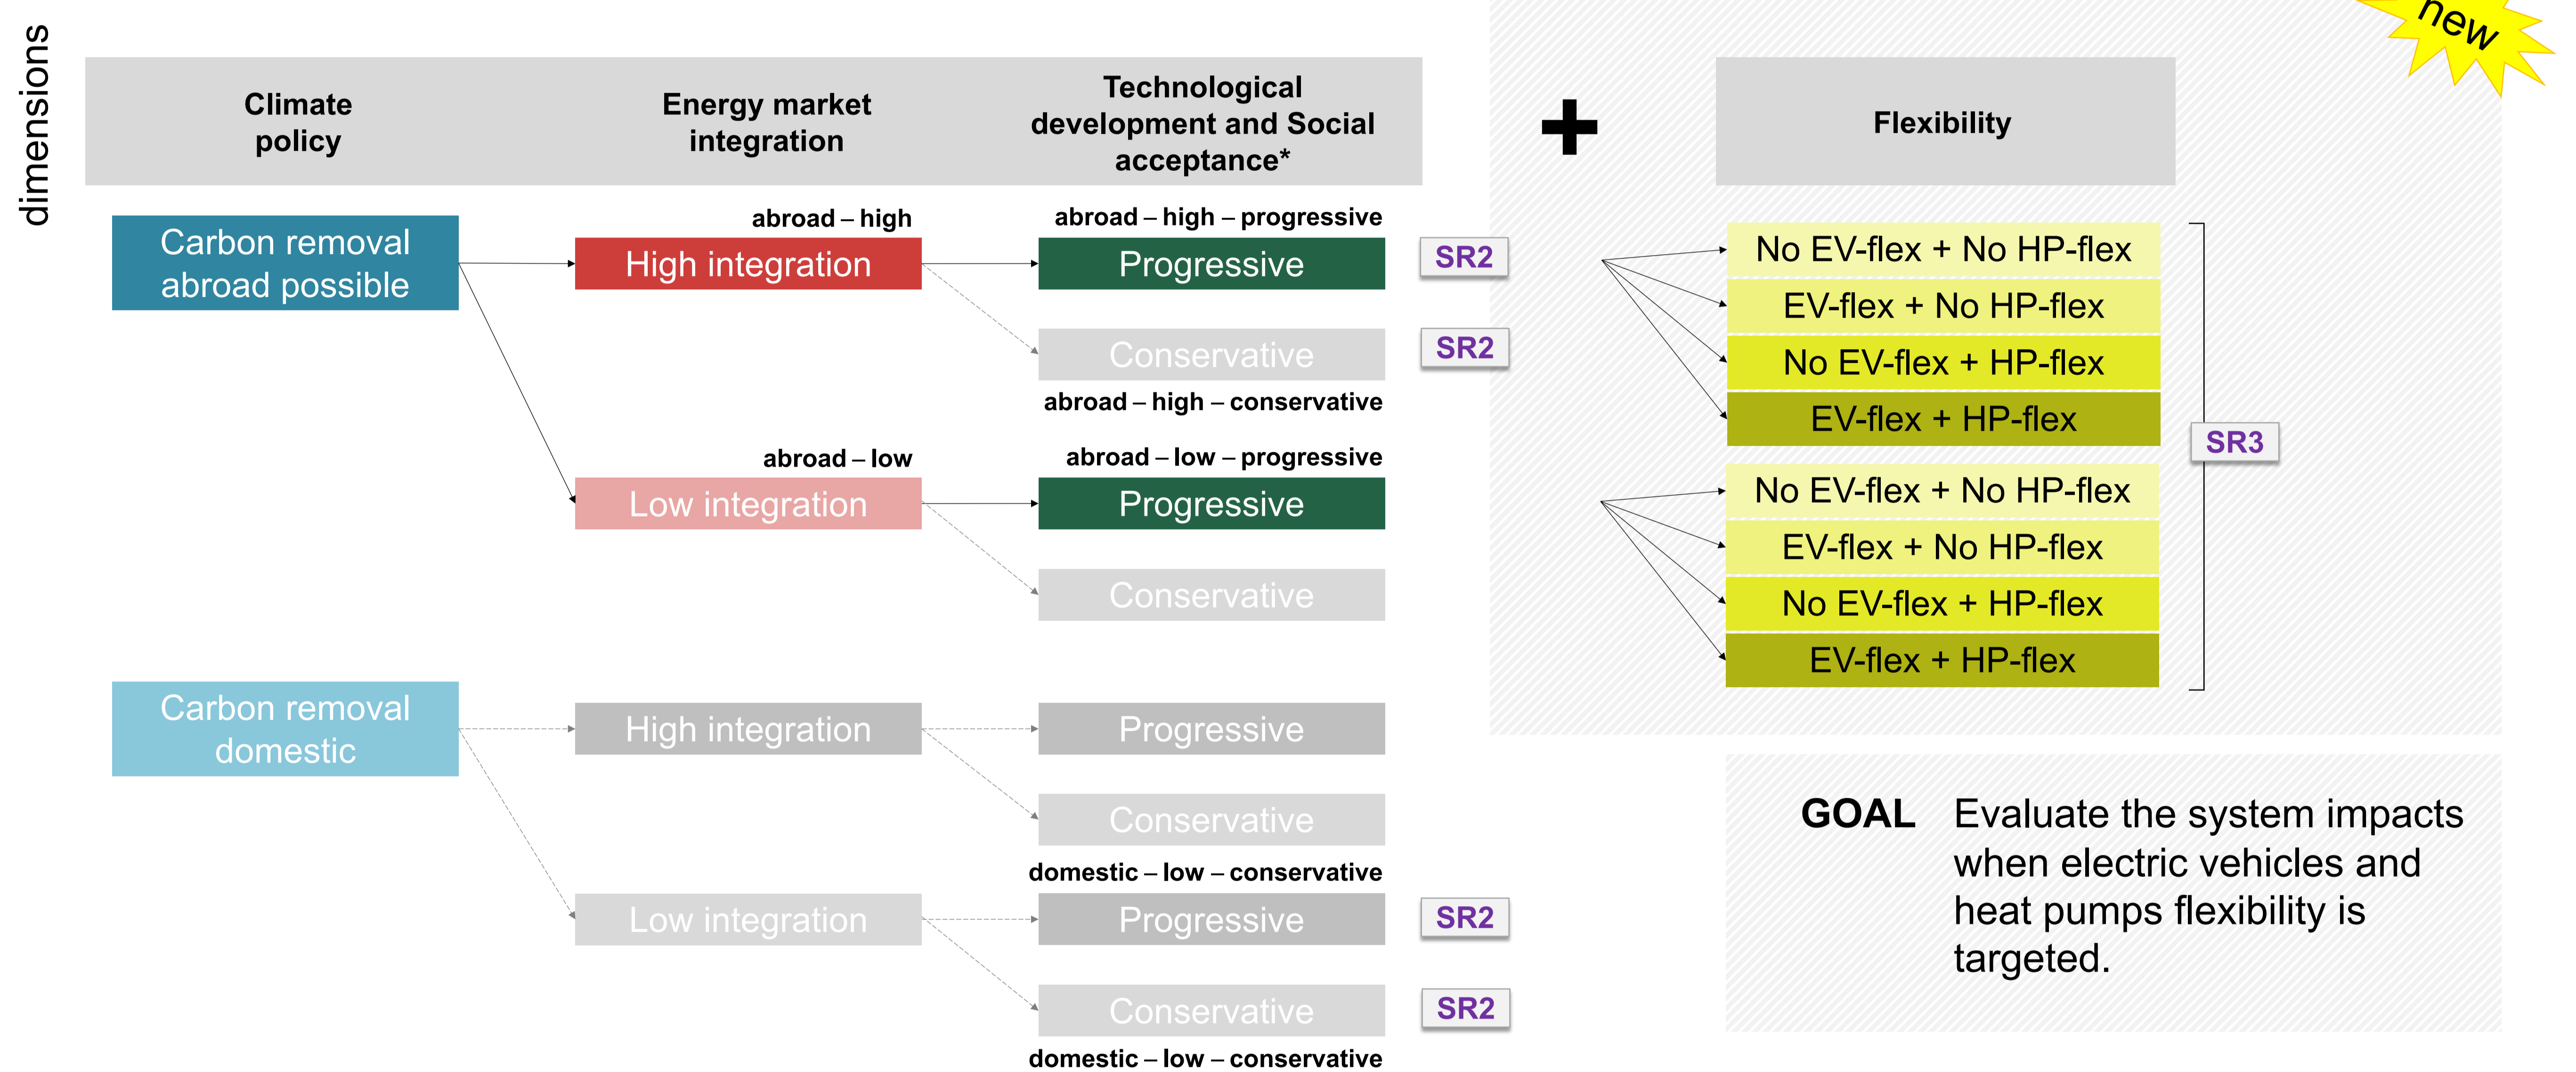 dimensions
Climate
policy
Energy market
integration
Technological
development and Social
acceptance*
+
Flexibility
new
Carbon removal
abroad possible
abroad – high
High integration
abroad – high – progressive
Progressive
SR2
Conservative
SR2
abroad – high – conservative
abroad – low
Low integration
abroad – low – progressive
Progressive
Conservative
No EV-flex + No HP-flex
EV-flex + No HP-flex
No EV-flex + HP-flex
EV-flex + HP-flex
No EV-flex + No HP-flex
EV-flex + No HP-flex
No EV-flex + HP-flex
EV-flex + HP-flex
SR3
Carbon removal
domestic
High integration
Progressive
Conservative
Low integration
domestic – low – conservative
Progressive
SR2
Conservative
SR2
domestic – low – conservative
GOAL Evaluate the system impacts
when electric vehicles and
heat pumps flexibility is
targeted.